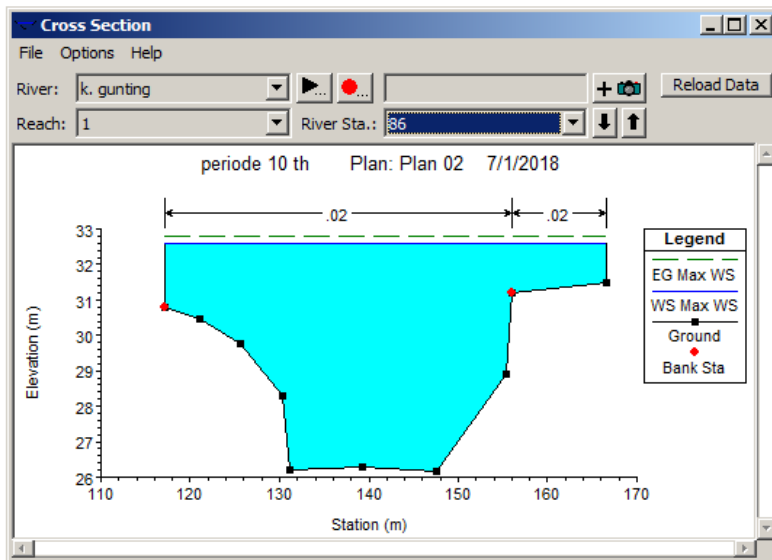 Cross Section
File Options Help
River: k. gunting ... ... + Reload Data
Reach: 1 River Sta.: 86
periode 10 th Plan: Plan 02 7/1/2018
.02 .02
33
32
31
30
29
28
27
26
110 120 130 140 150 160 170
Elevation (m)
Station (m)
Legend
EG Max WS
WS Max WS
Ground
Bank Sta